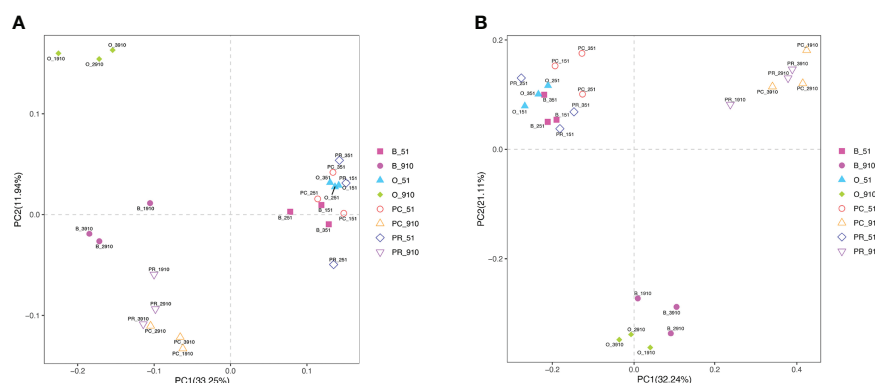 A
B
O_3910
O_1910
O_2910
B_1910
B_3910
B_2910
PR_1910
PR_2910
PR_3910
PC_2910
PC_3910
PC_1910
PR_351
PC_351
O_351
PR_151
O_151
PC_251
O_251
B_251
B_151
PC_151
B_351
PR_251
0.1
0.0
−0.1
−0.2
−0.1
0.0
0.1
PC1(33.25%)
PC2(11.94%)
B_51
B_910
O_51
O_910
PC_51
PC_910
PR_51
PR_910
PC_351
PC_151
PR_251
O_251
PC_251
O_351
B_351
O_151
PR_351
B_151
B_251
PR_151
PC_1910
PR_3910
PR_2910
PC_3910
PC_2910
PR_1910
B_1910
B_3910
O_2910
B_2910
O_3910
O_1910
0.2
0.0
−0.2
−0.2
0.0
0.2
0.4
PC1(32.24%)
PC2(21.11%)
B_51
B_910
O_51
O_910
PC_51
PC_91
PR_51
PR_91